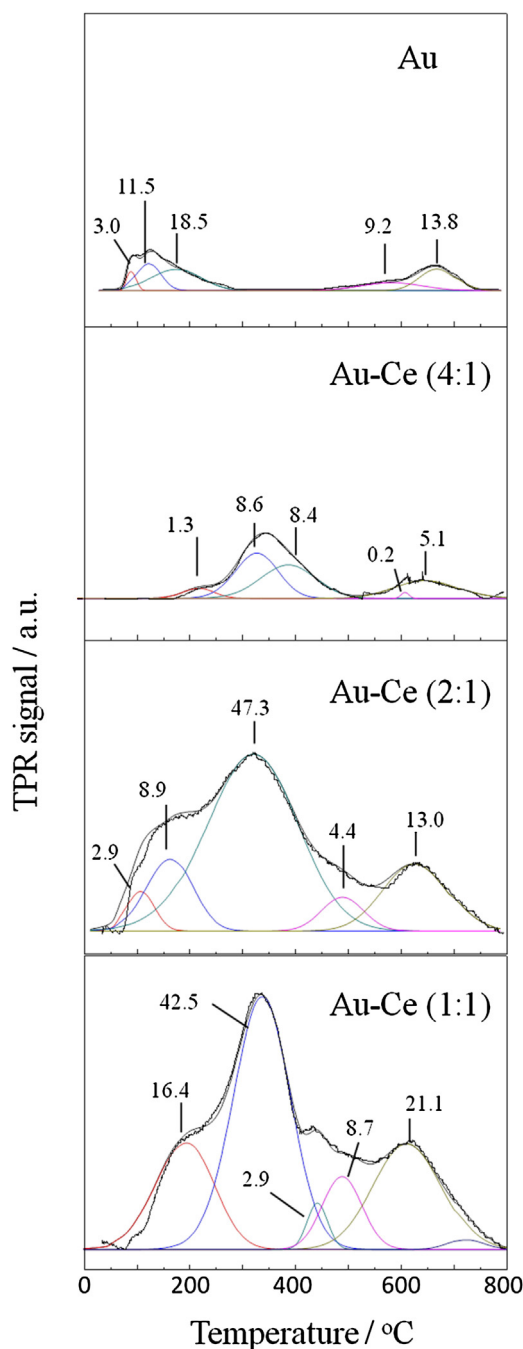 Au
11.5
3.0
18.5
9.2
13.8
Au-Ce (4:1)
1.3
8.6
8.4
0.2
5.1
Au-Ce (2:1)
47.3
8.9
2.9
4.4
13.0
Au-Ce (1:1)
42.5
16.4
2.9
8.7
21.1
0 200 400 600 800
Temperature / °C
TPR signal / a.u.